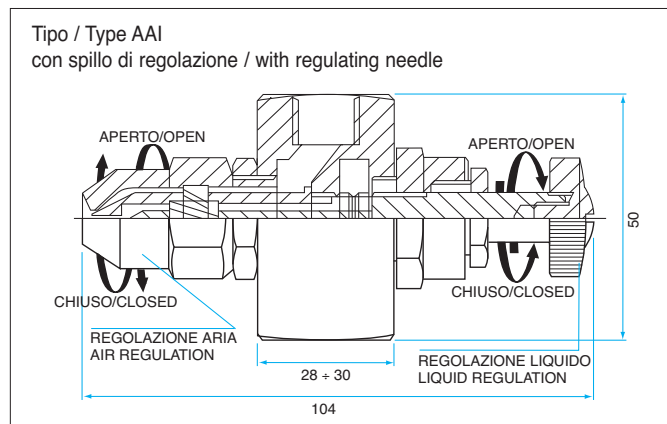 Tipo / Type AAI
con spillo di regolazione / with regulating needle
APERTO/OPEN
APERTO/OPEN
50
CHIUSO/CLOSED
CHIUSO/CLOSED
REGOLAZIONE ARIA
AIR REGULATION
REGOLAZIONE LIQUIDO
LIQUID REGULATION
28 ÷ 30
104